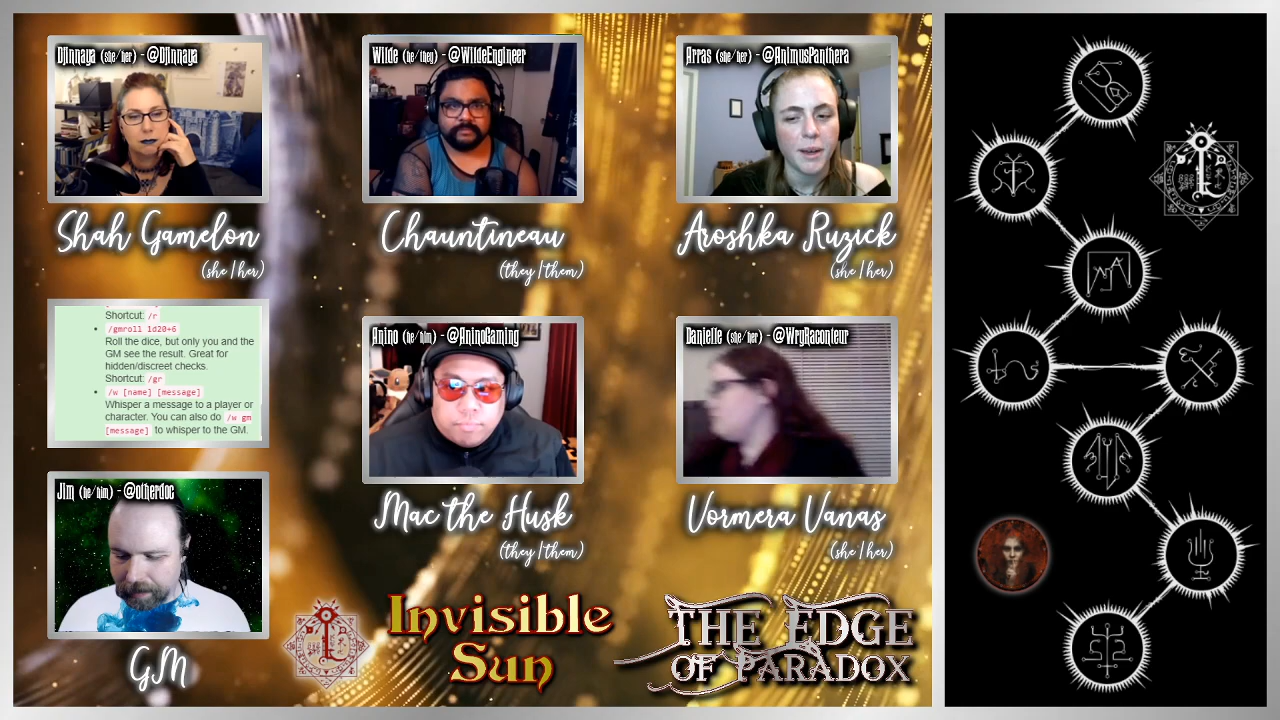 Djinnaya (she/her) - @Djinnaya
Shah Gamelon
(she/her)
Wilde (he/they) - @WildeEngineer
Chauntineau
(they/them)
Arras (she/her) - @AnimusPanthera
Aroshka Ruzick
(she/her)
Shortcut: /r
/gmroll 1d20+6
Roll the dice, but only you and the
GM see the result. Great for
hidden/discreet checks.
Shortcut: /gr
/w [name] [message]
Whisper a message to a player or
character. You can also do /w gm
[message] to whisper to the GM.
Anino (he/him) - @AninoGaming
Mac the Husk
(they/them)
Danielle (she/her) - @WryRaconteur
Vormera Vanas
(she/her)
Jim (he/him) - @otherdoc
GM
Invisible
Sun
THE EDGE
OF PARADOX